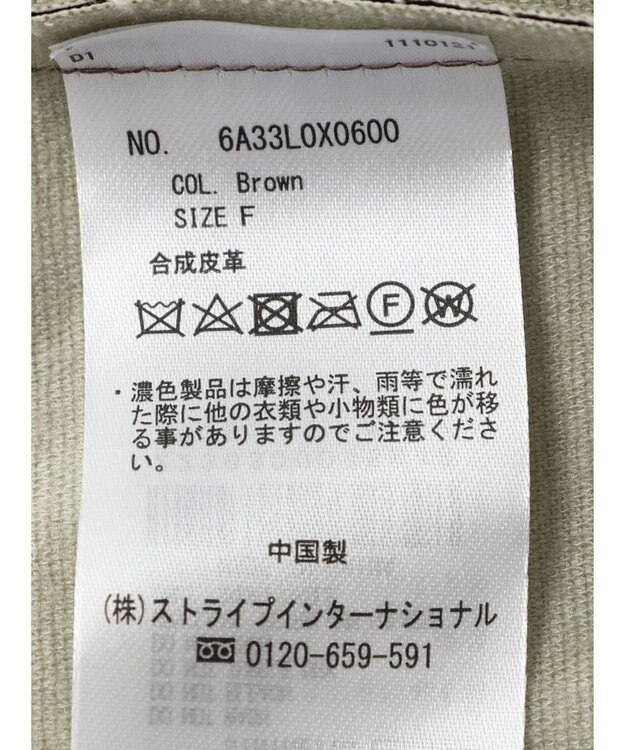 D1 1110121
NO. 6A33L0X0600
COL. Brown
SIZE F
合成皮革
F W
・濃色製品は摩擦や汗、雨等で濡れ
た際に他の衣類や小物類に色が移
る事がありますのでご注意くださ
い。
中国製
(株)ストライプインターナショナル
0120-659-591